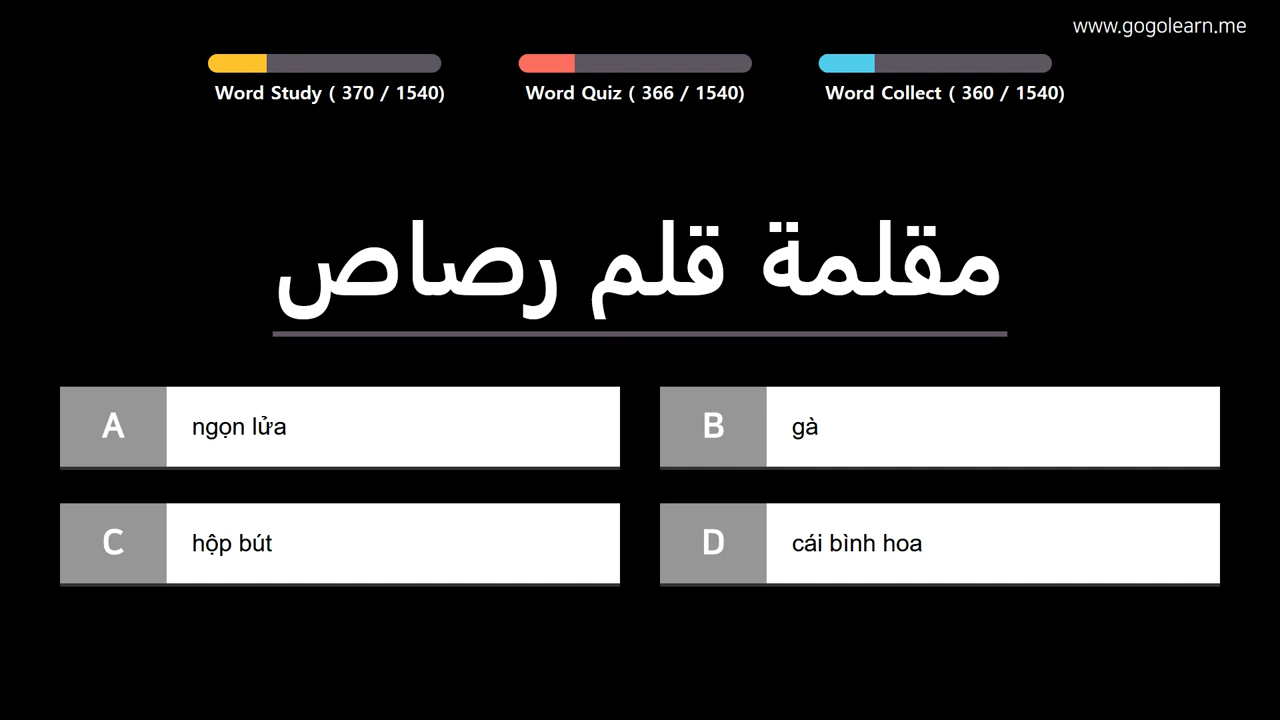 www.gogolearn.me
Word Study ( 370 / 1540)
Word Quiz ( 366 / 1540)
Word Collect ( 360 / 1540)
مقلمة قلم رصاص
A
ngọn lửa
B
gà
C
hộp bút
D
cái bình hoa